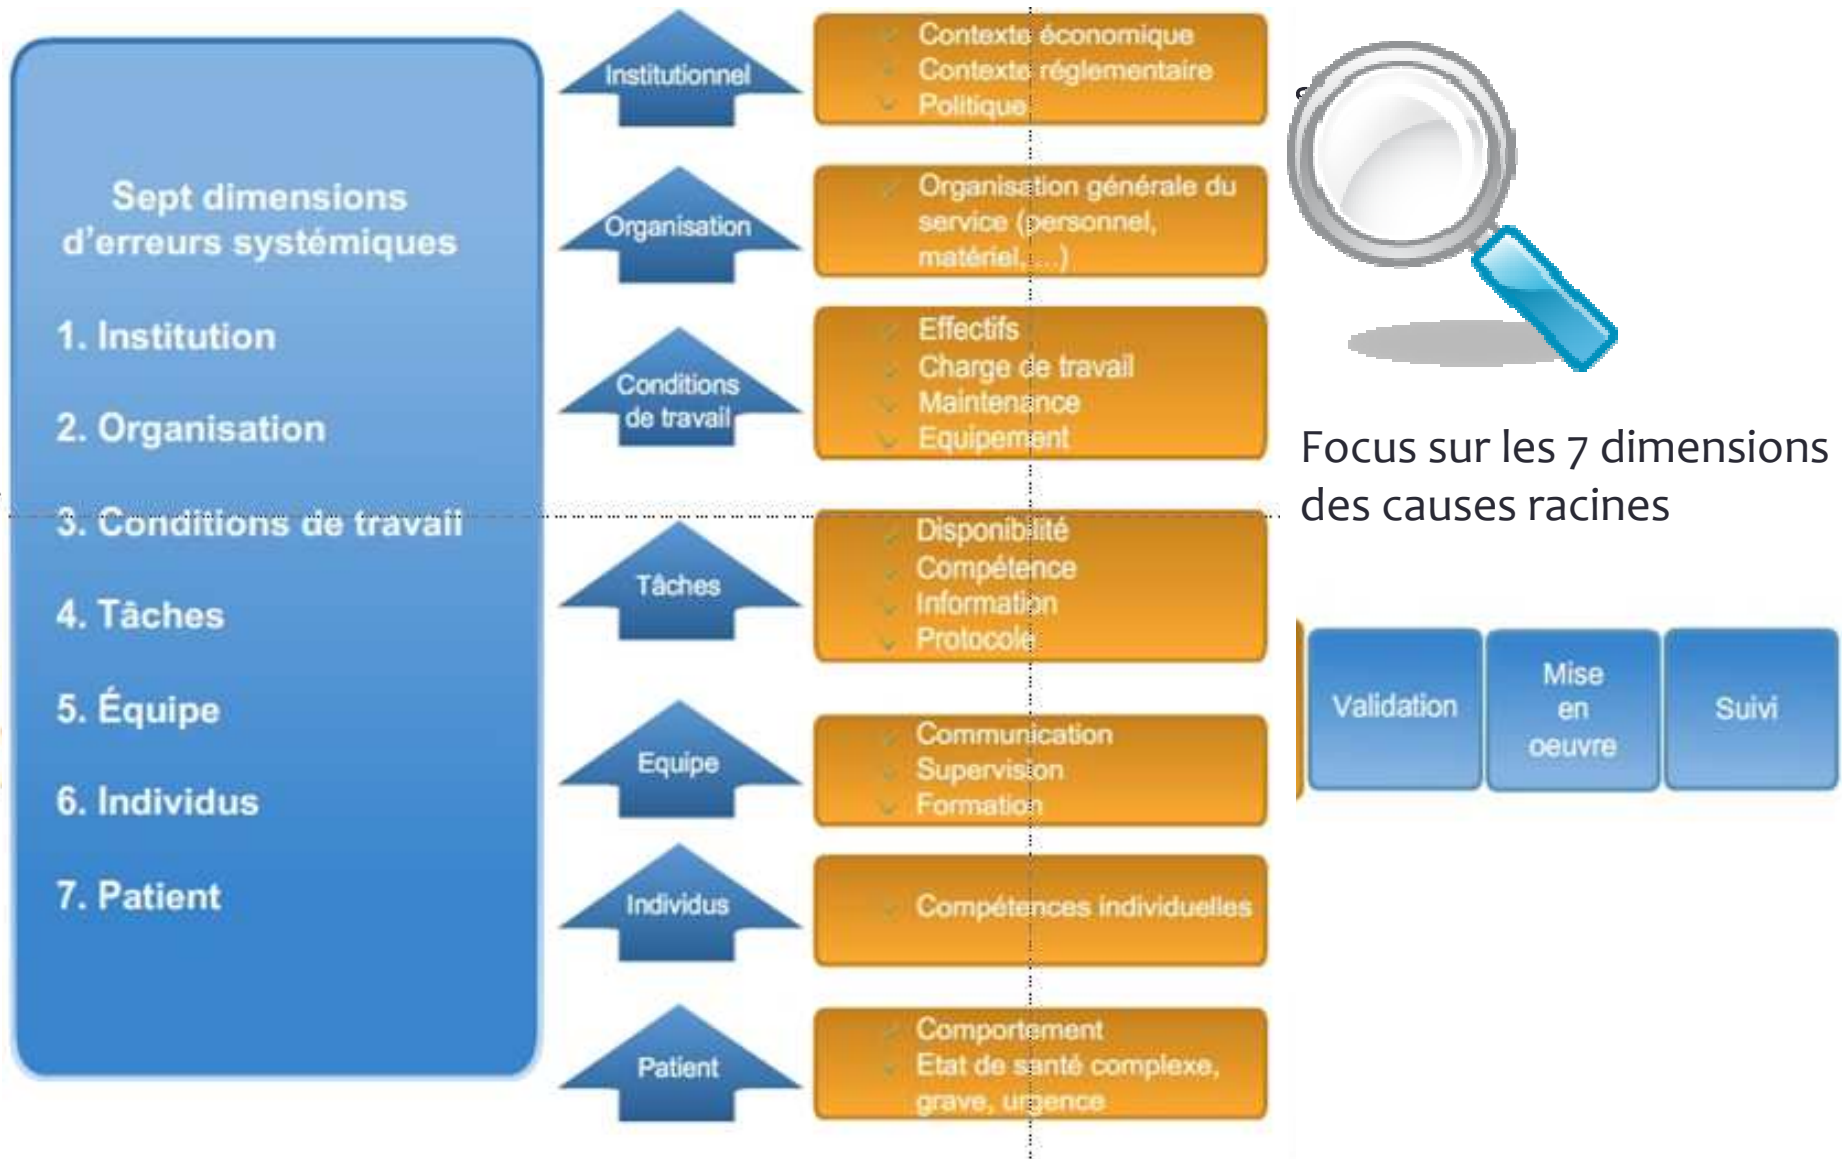 Sept dimensions
d'erreurs systémiques
1. Institution
2. Organisation
3. Conditions de travail
4. Tâches
5. Équipe
6. Individus
7. Patient
Institutionnel
Contexte économique
Contexte réglementaire
Politique
Organisation
Organisation générale du
service (personnel,
matériel, ...)
Conditions
de travail
Effectifs
Charge de travail
Maintenance
Equipement
Tâches
Disponibilité
Compétence
Information
Protocole
Equipe
Communication
Supervision
Formation
Individus
Compétences individuelles
Patient
Comportement
Etat de santé complexe,
grave, urgence
Focus sur les 7 dimensions
des causes racines
Validation
Mise
en
oeuvre
Suivi